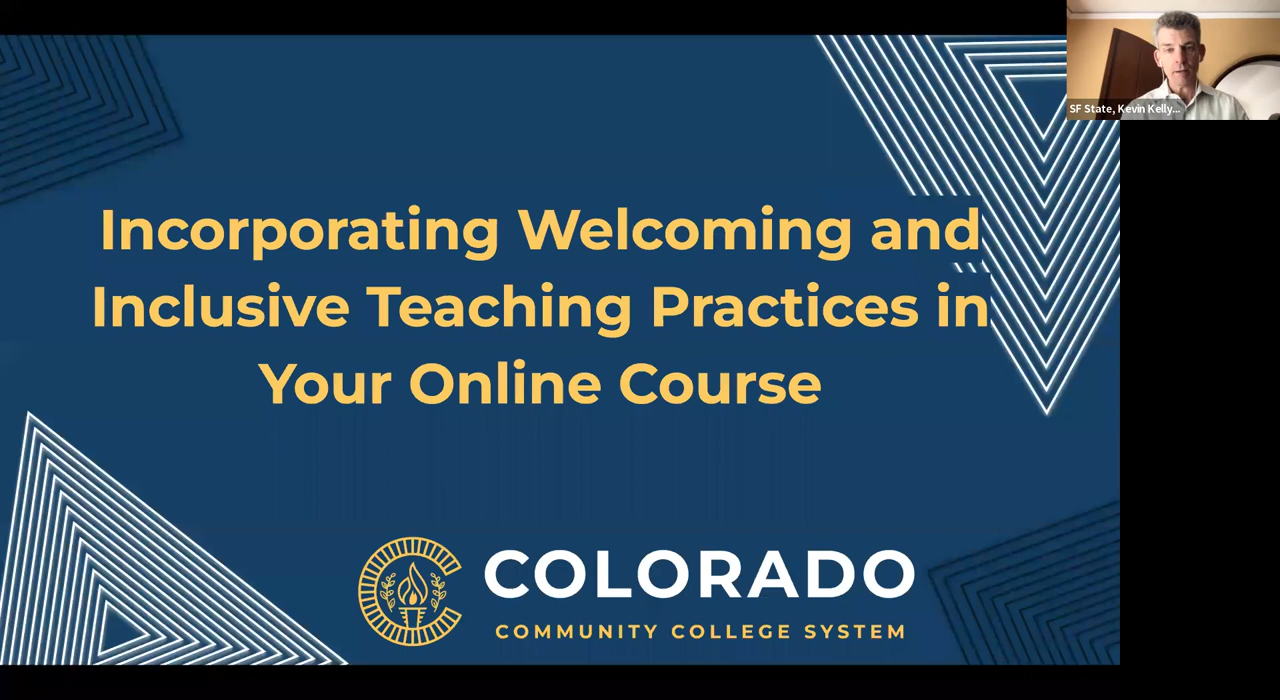 SF State, Kevin Kelly...
Incorporating Welcoming and
Inclusive Teaching Practices in
Your Online Course
COLORADO
COMMUNITY COLLEGE SYSTEM